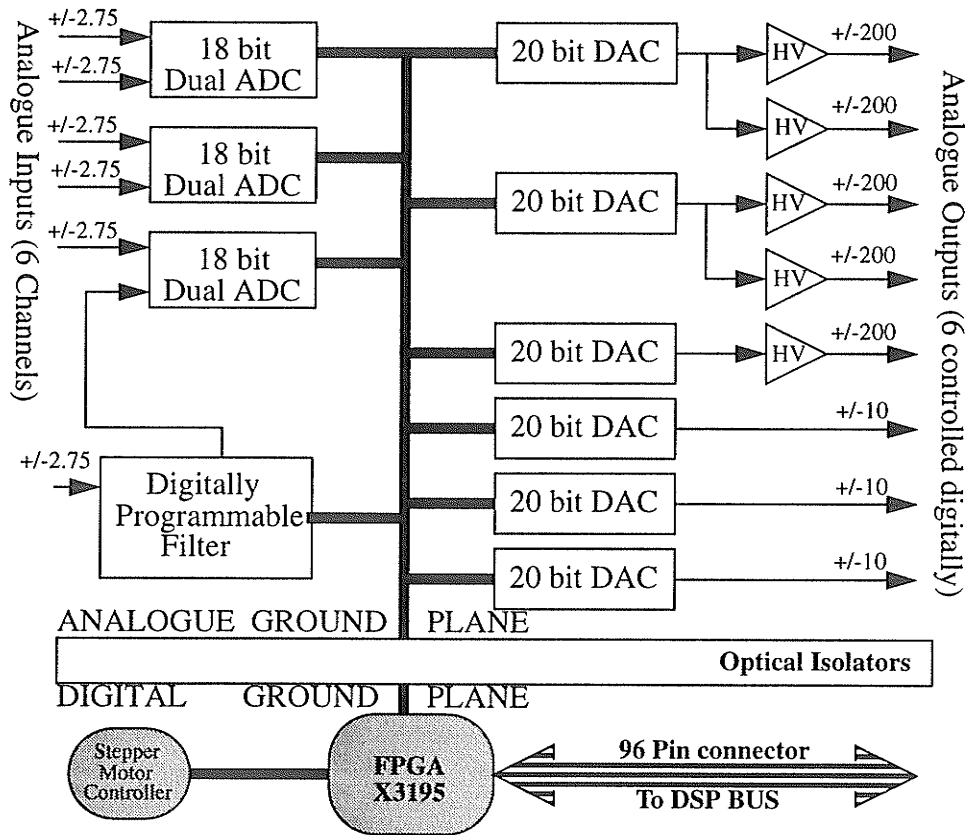 Analogue Inputs (6 Channels)
+/-2.75
+/-2.75
18 bit
Dual ADC
+/-2.75
+/-2.75
18 bit
Dual ADC
+/-2.75
18 bit
Dual ADC
+/-2.75
Digitally
Programmable
Filter
20 bit DAC
HV
+/-200
HV
+/-200
20 bit DAC
HV
+/-200
HV
+/-200
20 bit DAC
HV
+/-200
20 bit DAC
+/-10
20 bit DAC
+/-10
20 bit DAC
+/-10
Analogue Outputs (6 controlled digitally)
ANALOGUE GROUND PLANE
Optical Isolators
DIGITAL GROUND PLANE
Stepper
Motor
Controller
FPGA
X3195
96 Pin connector
To DSP BUS